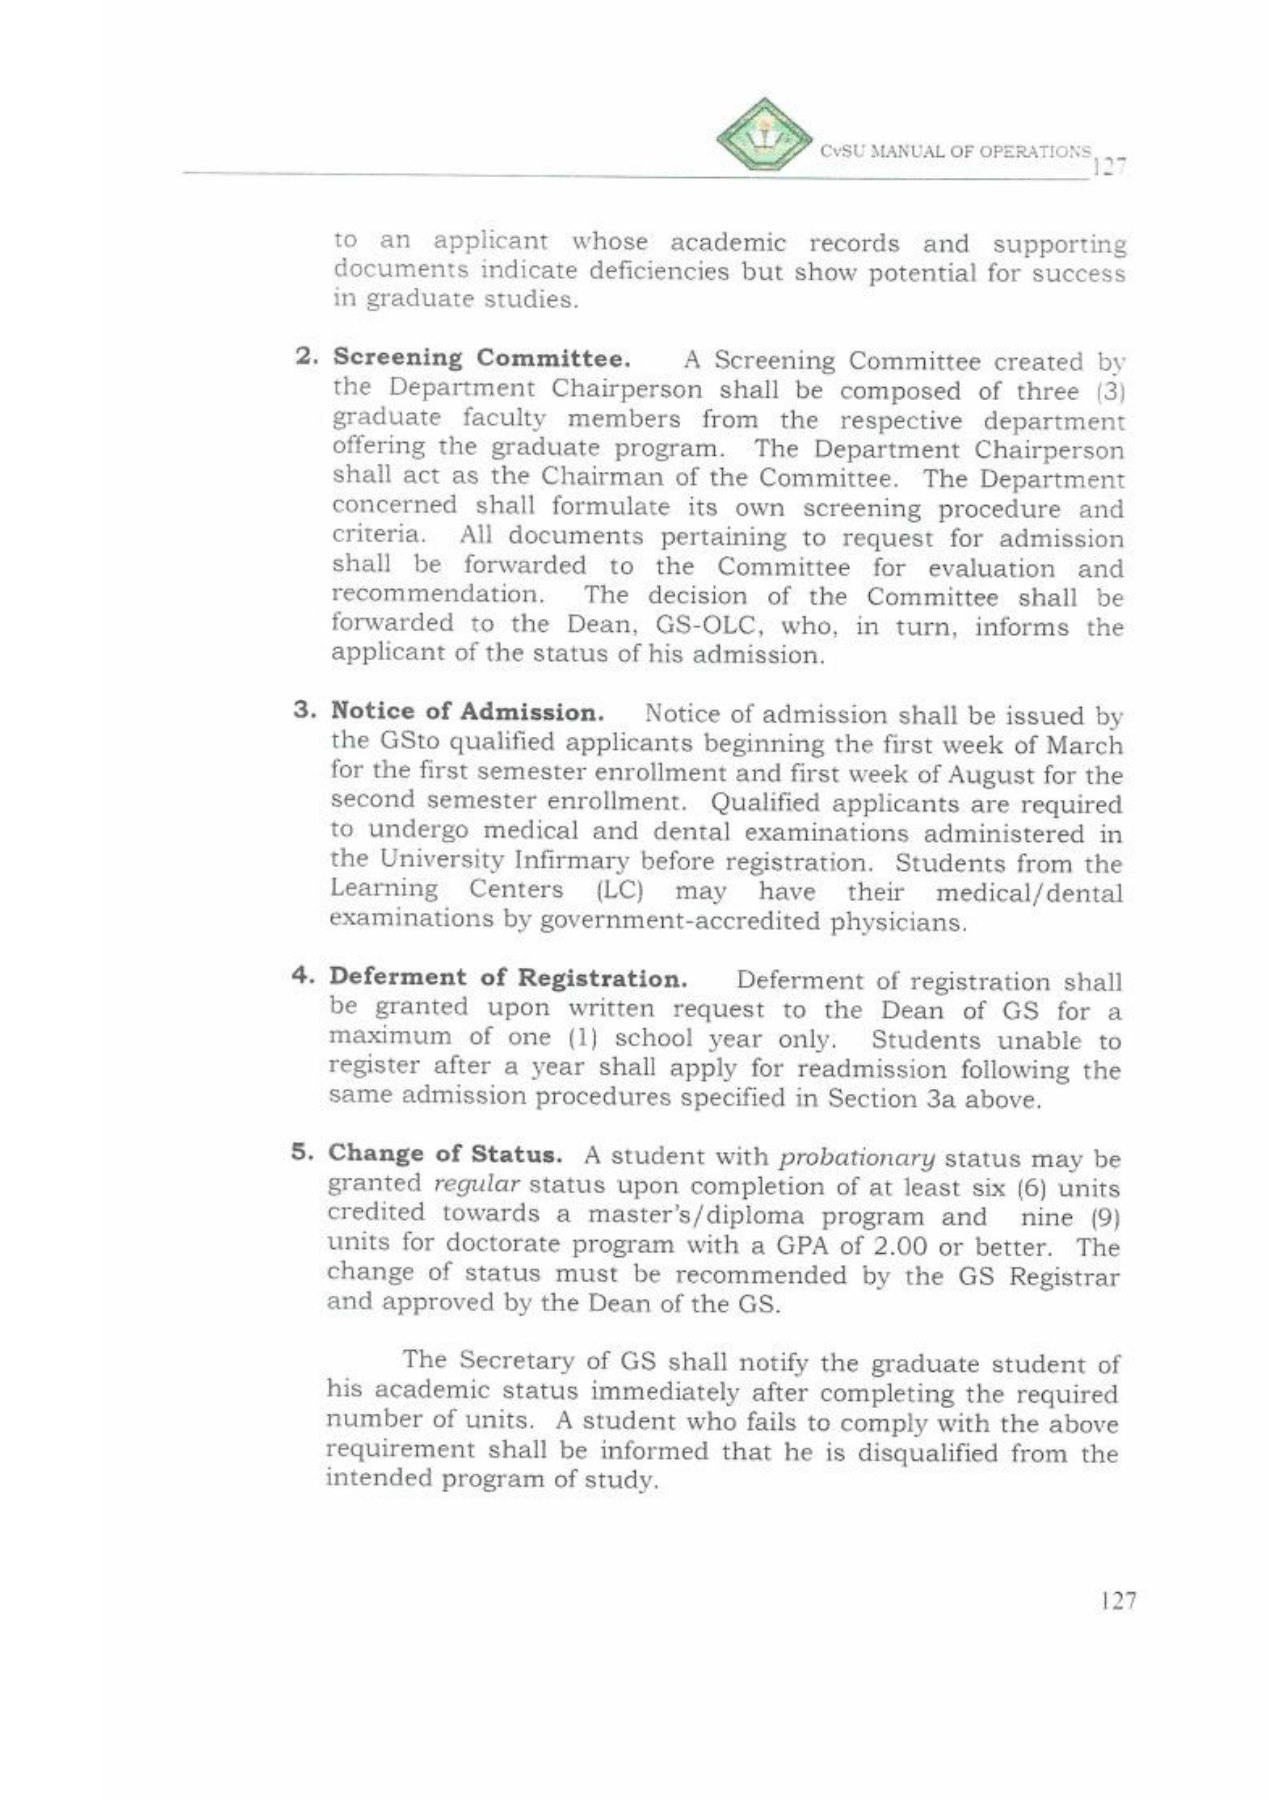 CvSU MANUAL OF OPERATIONS
127
to an applicant whose academic records and supporting
documents indicate deficiencies but show potential for success
in graduate studies.
2. Screening Committee. A Screening Committee created by
the Department Chairperson shall be composed of three (3)
graduate faculty members from the respective department
offering the graduate program. The Department Chairperson
shall act as the Chairman of the Committee. The Department
concerned shall formulate its own screening procedure and
criteria. All documents pertaining to request for admission
shall be forwarded to the Committee for evaluation and
recommendation. The decision of the Committee shall be
forwarded to the Dean, GS-OLC, who, in turn, informs the
applicant of the status of his admission.
3. Notice of Admission. Notice of admission shall be issued by
the GSto qualified applicants beginning the first week of March
for the first semester enrollment and first week of August for the
second semester enrollment. Qualified applicants are required
to undergo medical and dental examinations administered in
the University Infirmary before registration. Students from the
Learning Centers (LC) may have their medical/dental
examinations by government-accredited physicians.
4. Deferment of Registration. Deferment of registration shall
be granted upon written request to the Dean of GS for a
maximum of one (1) school year only. Students unable to
register after a year shall apply for readmission following the
same admission procedures specified in Section 3a above.
5. Change of Status. A student with probationary status may be
granted regular status upon completion of at least six (6) units
credited towards a master's/diploma program and nine (9)
units for doctorate program with a GPA of 2.00 or better. The
change of status must be recommended by the GS Registrar
and approved by the Dean of the GS.
The Secretary of GS shall notify the graduate student of
his academic status immediately after completing the required
number of units. A student who fails to comply with the above
requirement shall be informed that he is disqualified from the
intended program of study.
127